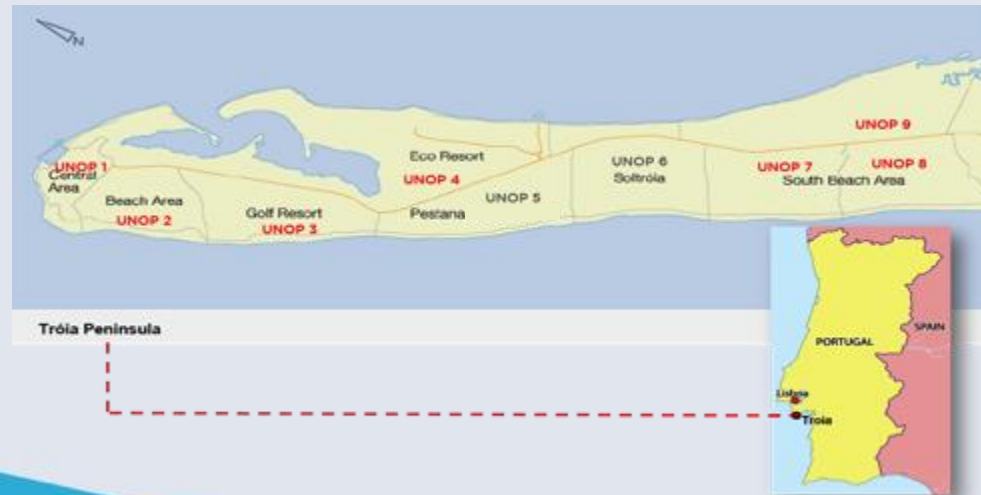 N
UNOP 1
Central
Area
Beach Area
UNOP 2
Golf Resort
UNOP 3
Eco Resort
UNOP 4
Pestana
UNOP 5
UNOP 6
Soltróia
UNOP 7
UNOP 8
South Beach Area
UNOP 9
Tróia Peninsula
PORTUGAL
SPAIN
Lisboa
Troia